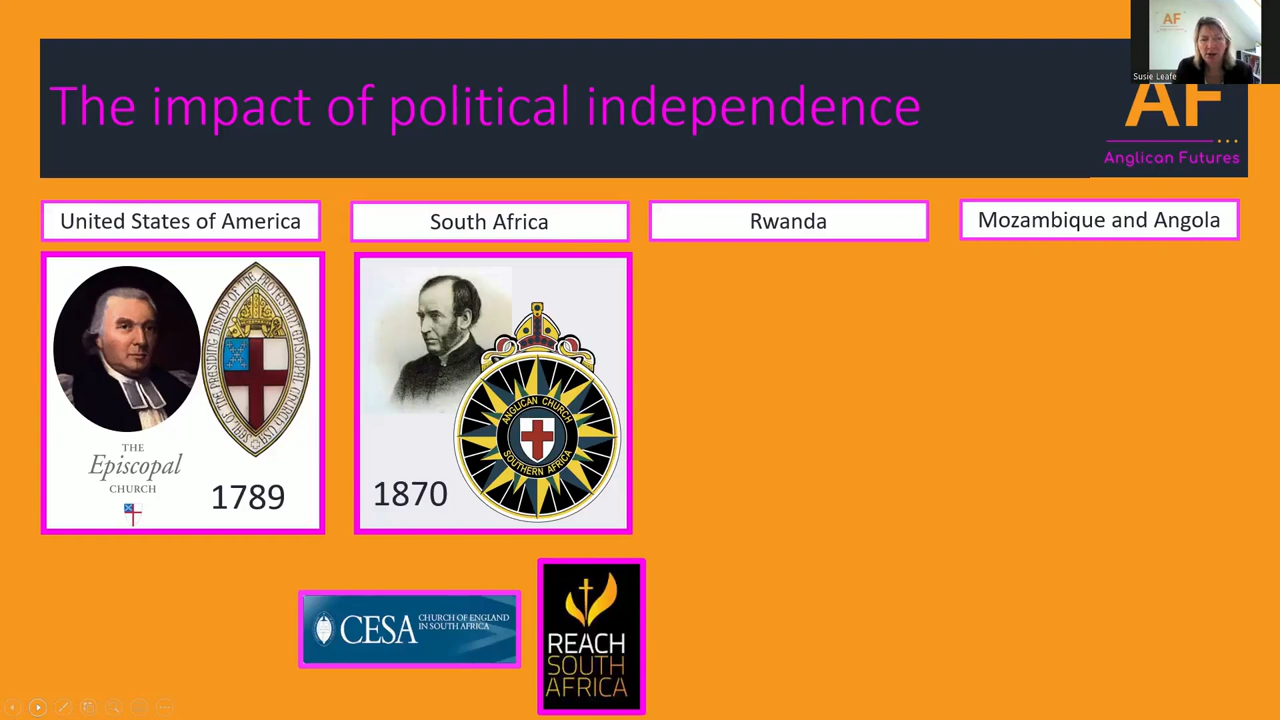 AF
Susie Leafe
The impact of political independence
AF
Anglican Futures
United States of America
South Africa
Rwanda
Mozambique and Angola
SEAL OF THE PRESIDING BISHOP OF THE PROTESTANT EPISCOPAL CHURCH USA
THE
Episcopal
CHURCH
1789
1870
ANGLICAN CHURCH
SOUTHERN AFRICA
CESA
CHURCH OF ENGLAND
IN SOUTH AFRICA
REACH
SOUTH
AFRICA